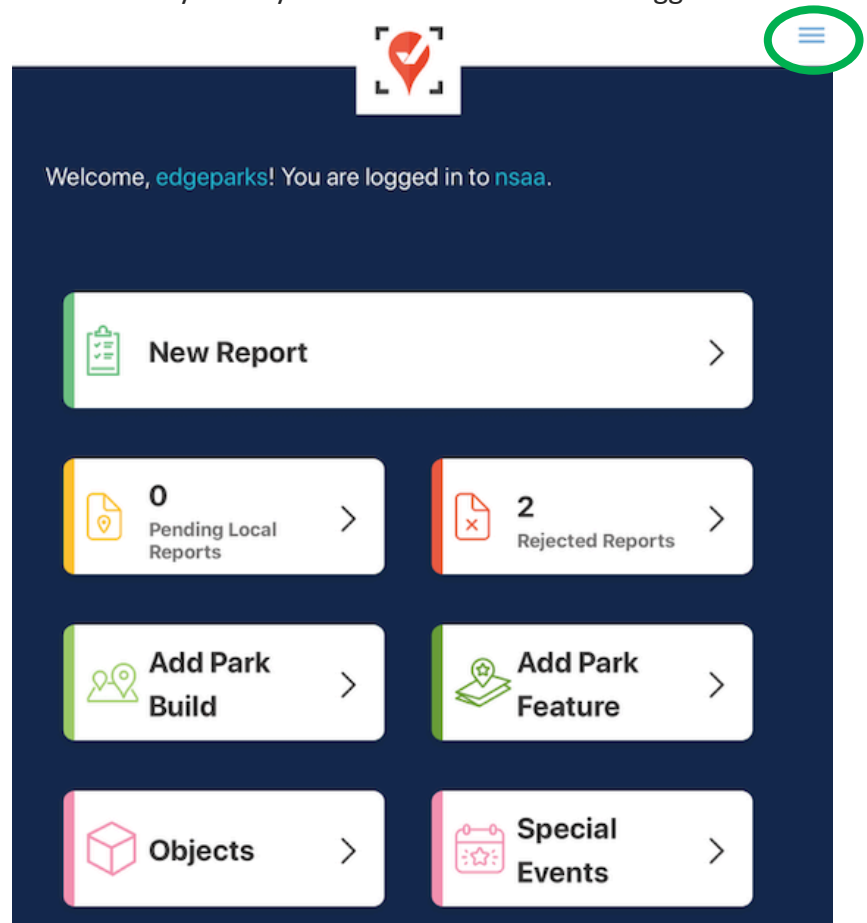 Welcome, edgeparks! You are logged in to nsaa.
New Report
0
Pending Local
Reports
2
Rejected Reports
Add Park
Build
Add Park
Feature
Objects
Special
Events